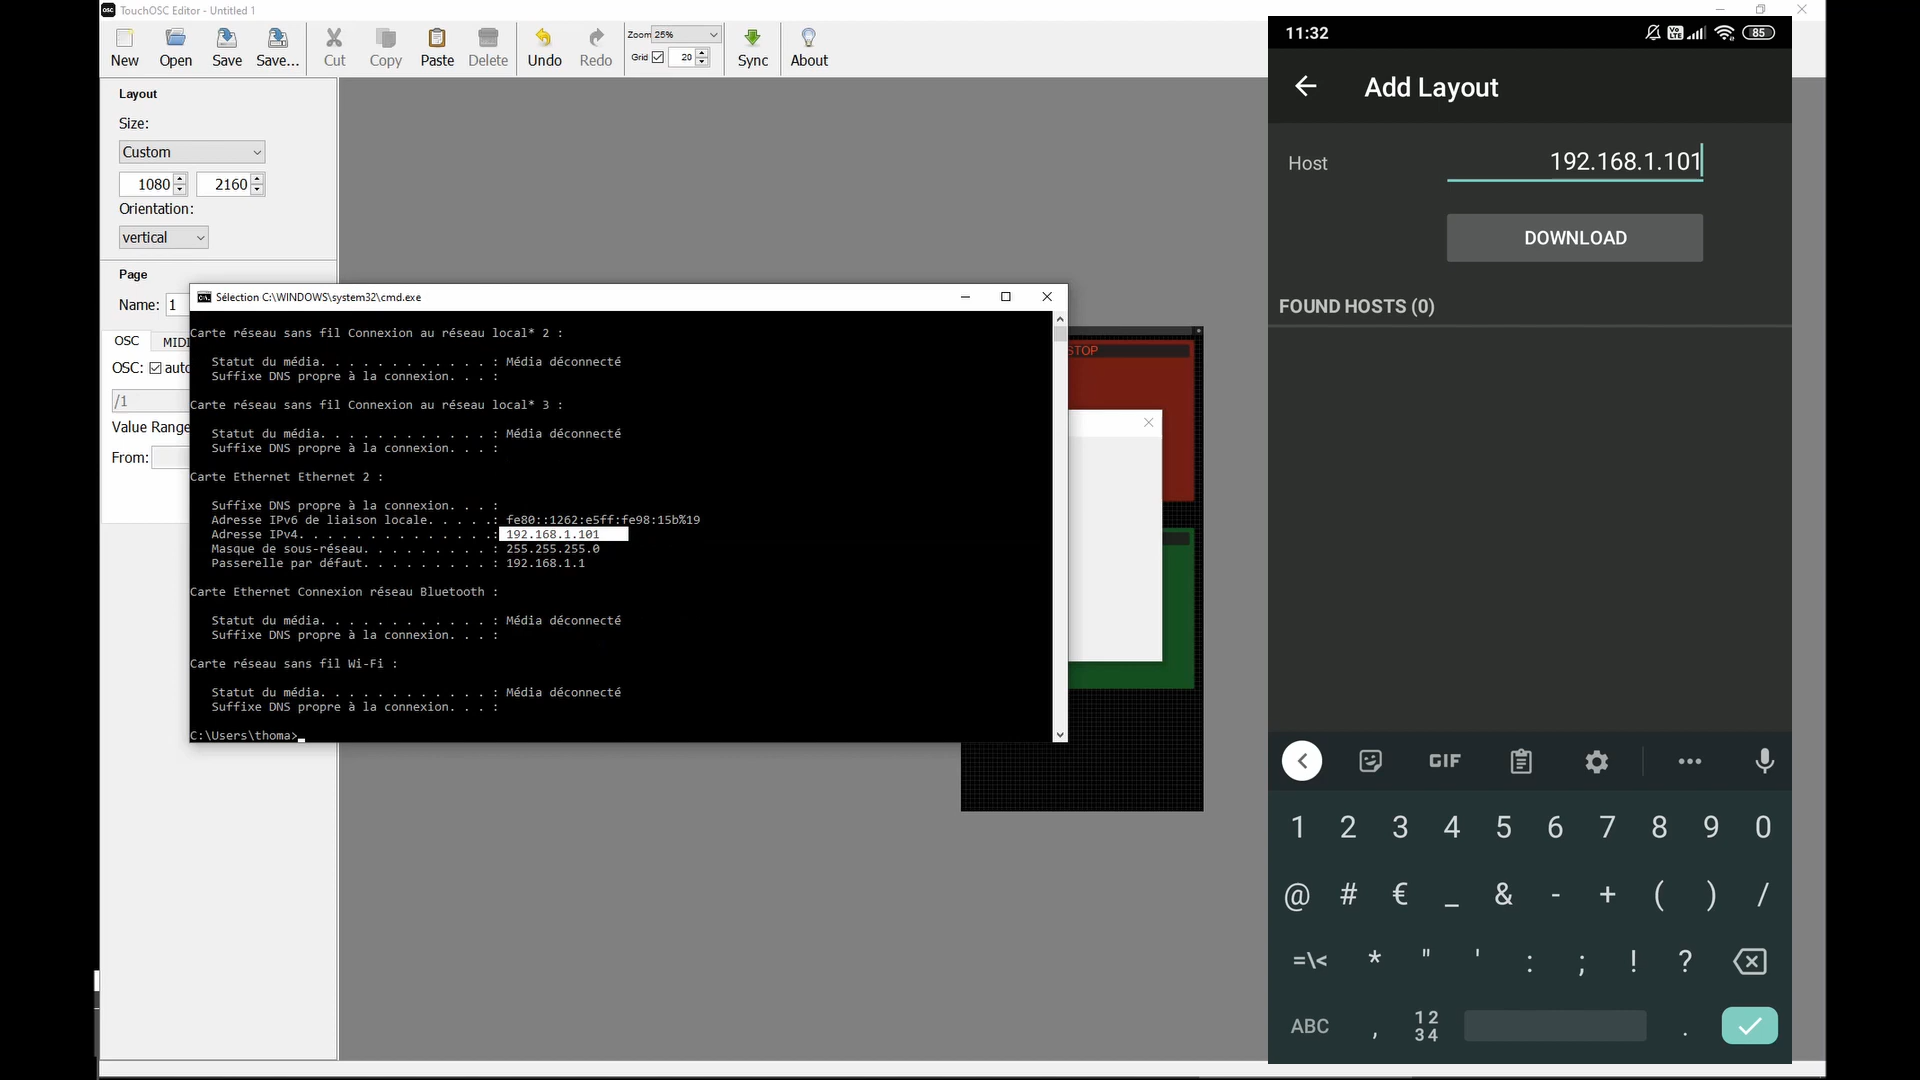 TouchOSC Editor - Untitled 1
New Open Save Save... Cut Copy Paste Delete Undo Redo Zoom 25% Grid 20 Sync About
Layout
Size:
Custom
1080 2160
Orientation:
vertical
Page
Name: 1
OSC MIDI
OSC: auto
/1
Value Range
From:
Sélection C:\WINDOWS\system32\cmd.exe
Carte réseau sans fil Connexion au réseau local* 2 :
Statut du média. . . . . . . . . . . . : Média déconnecté
Suffixe DNS propre à la connexion. . . :
Carte réseau sans fil Connexion au réseau local* 3 :
Statut du média. . . . . . . . . . . . : Média déconnecté
Suffixe DNS propre à la connexion. . . :
Carte Ethernet Ethernet 2 :
Suffixe DNS propre à la connexion. . . :
Adresse IPv6 de liaison locale. . . . .: fe80::1262:e5ff:fe98:15b%19
Adresse IPv4. . . . . . . . . . . . . .: 192.168.1.101
Masque de sous-réseau. . . . . . . . . : 255.255.255.0
Passerelle par défaut. . . . . . . . . : 192.168.1.1
Carte Ethernet Connexion réseau Bluetooth :
Statut du média. . . . . . . . . . . . : Média déconnecté
Suffixe DNS propre à la connexion. . . :
Carte réseau sans fil Wi-Fi :
Statut du média. . . . . . . . . . . . : Média déconnecté
Suffixe DNS propre à la connexion. . . :
C:\Users\thoma>
STOP
11:32 85
Add Layout
Host 192.168.1.101
DOWNLOAD
FOUND HOSTS (0)
GIF
1 2 3 4 5 6 7 8 9 0
@ # € _ & - + ( ) /
=\< * " ' : ; ! ?
ABC , 12 34 .